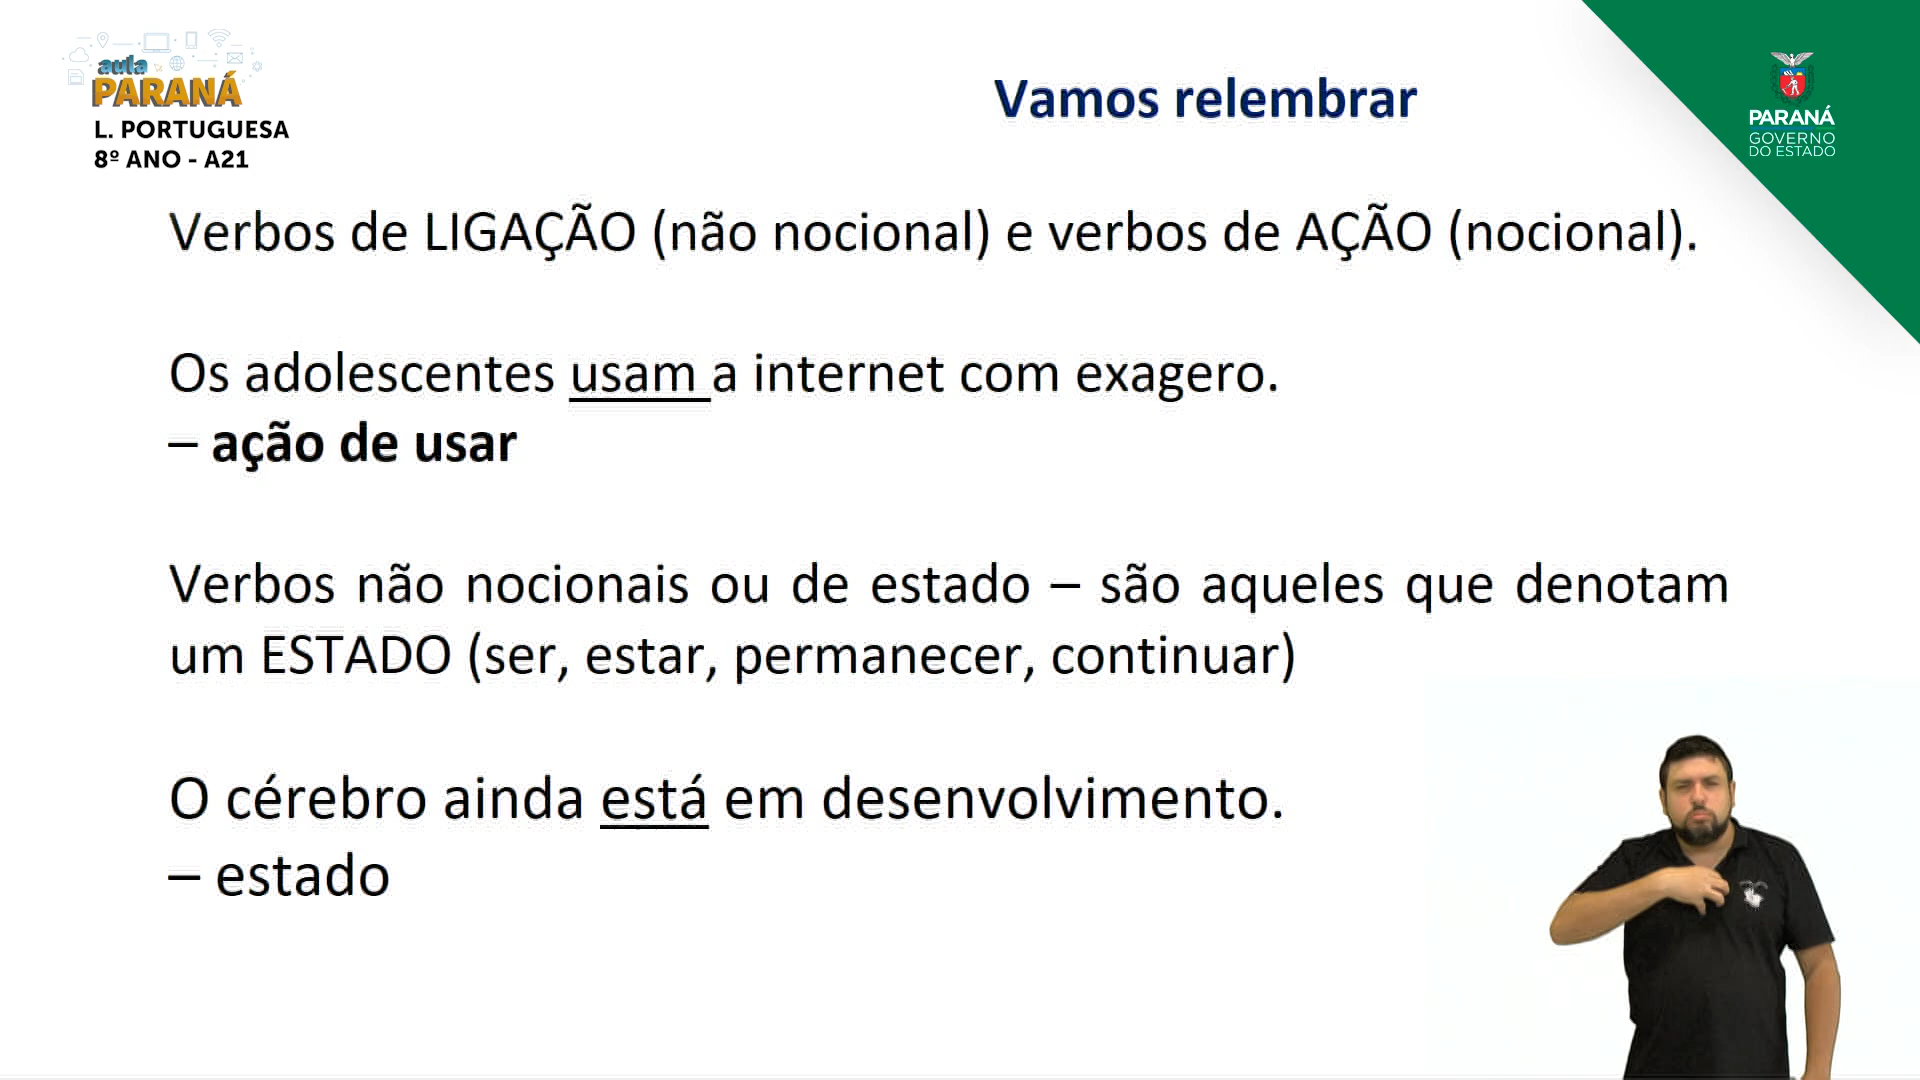 aula
PARANÁ
L. PORTUGUESA
8º ANO - A21
Vamos relembrar
PARANÁ
GOVERNO
DO ESTADO
Verbos de LIGAÇÃO (não nocional) e verbos de AÇÃO (nocional).
Os adolescentes usam a internet com exagero.
– ação de usar
Verbos não nocionais ou de estado – são aqueles que denotam
um ESTADO (ser, estar, permanecer, continuar)
O cérebro ainda está em desenvolvimento.
– estado